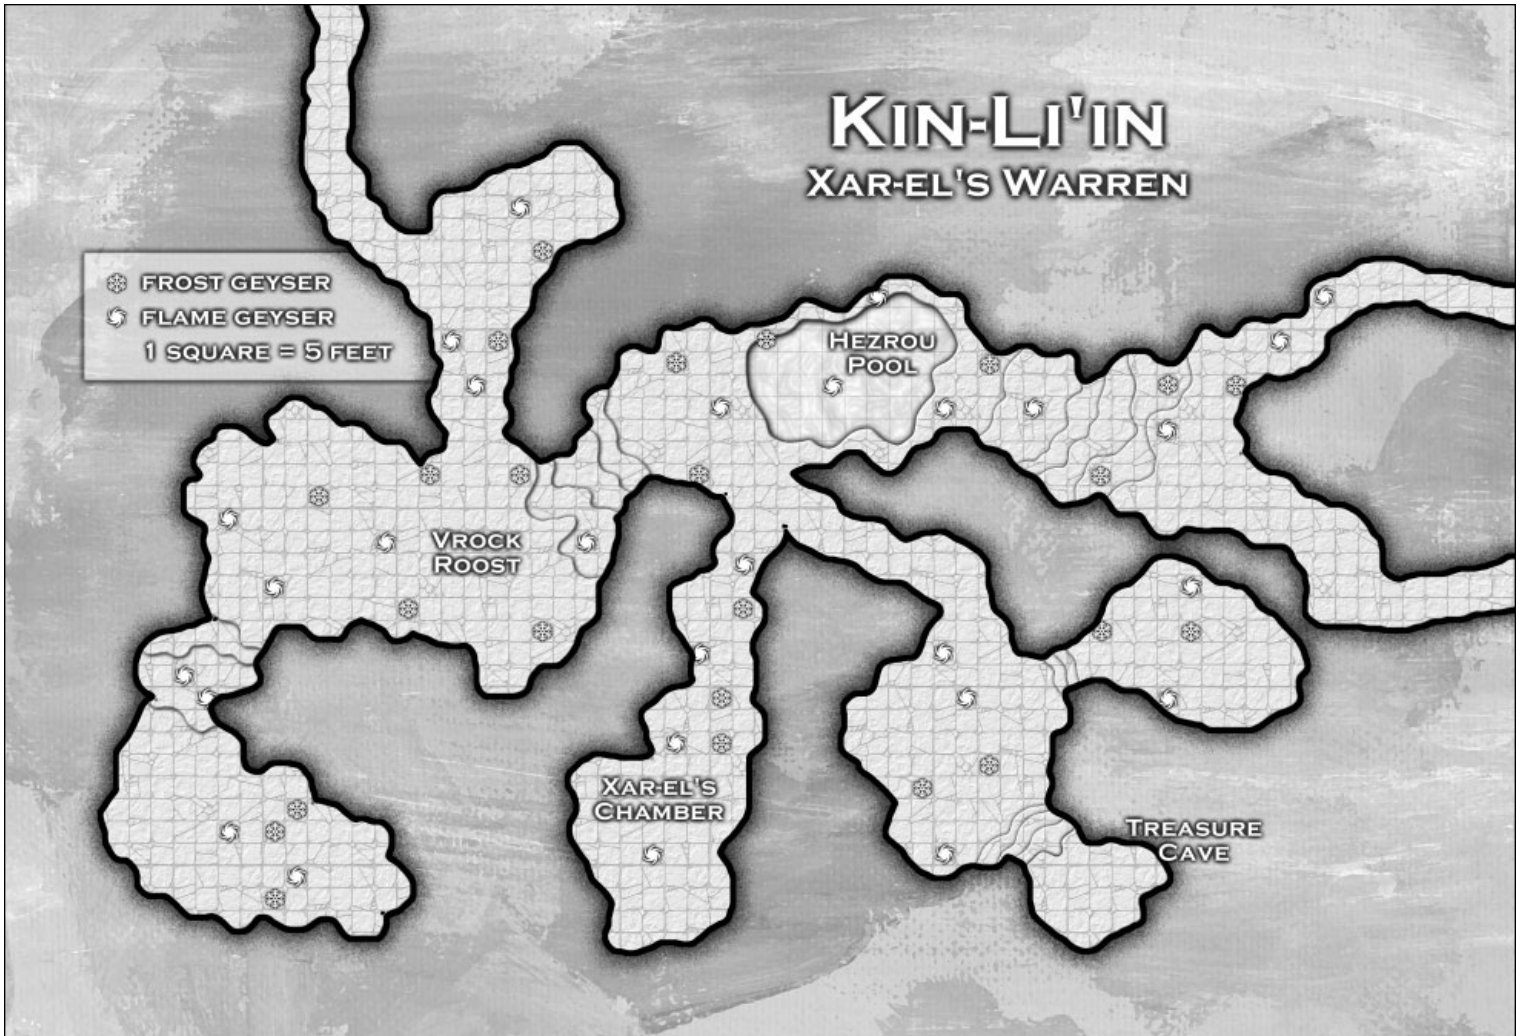 KIN-LI'IN
XAR-EL'S WARREN
FROST GEYSER
FLAME GEYSER
1 SQUARE = 5 FEET
HEZROU
POOL
VROCK
ROOST
XAR-EL'S
CHAMBER
TREASURE
CAVE